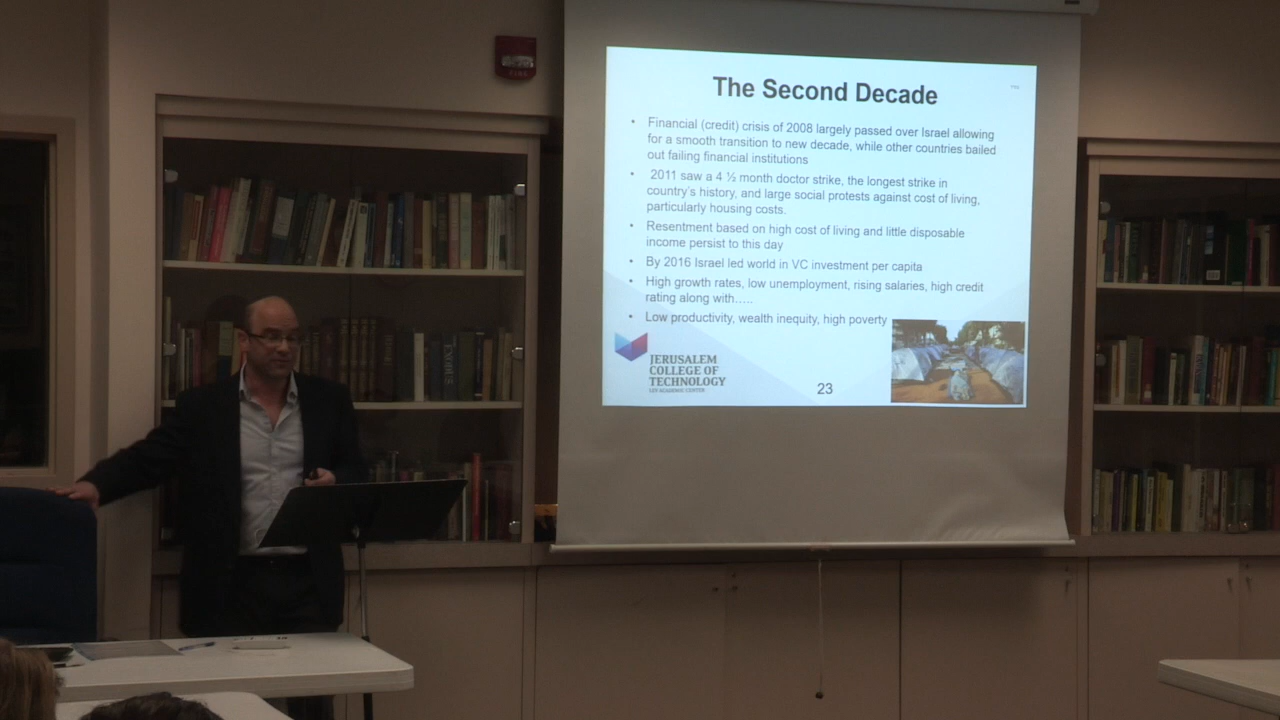 The Second Decade
• Financial (credit) crisis of 2008 largely passed over Israel allowing
for a smooth transition to new decade, while other countries bailed
out failing financial institutions
• 2011 saw a 4 ½ month doctor strike, the longest strike in
country's history, and large social protests against cost of living,
particularly housing costs.
• Resentment based on high cost of living and little disposable
income persist to this day
• By 2016 Israel led world in VC investment per capita
• High growth rates, low unemployment, rising salaries, high credit
rating along with…..
• Low productivity, wealth inequity, high poverty
JERUSALEM
COLLEGE OF
TECHNOLOGY
LEV ACADEMIC CENTER
23